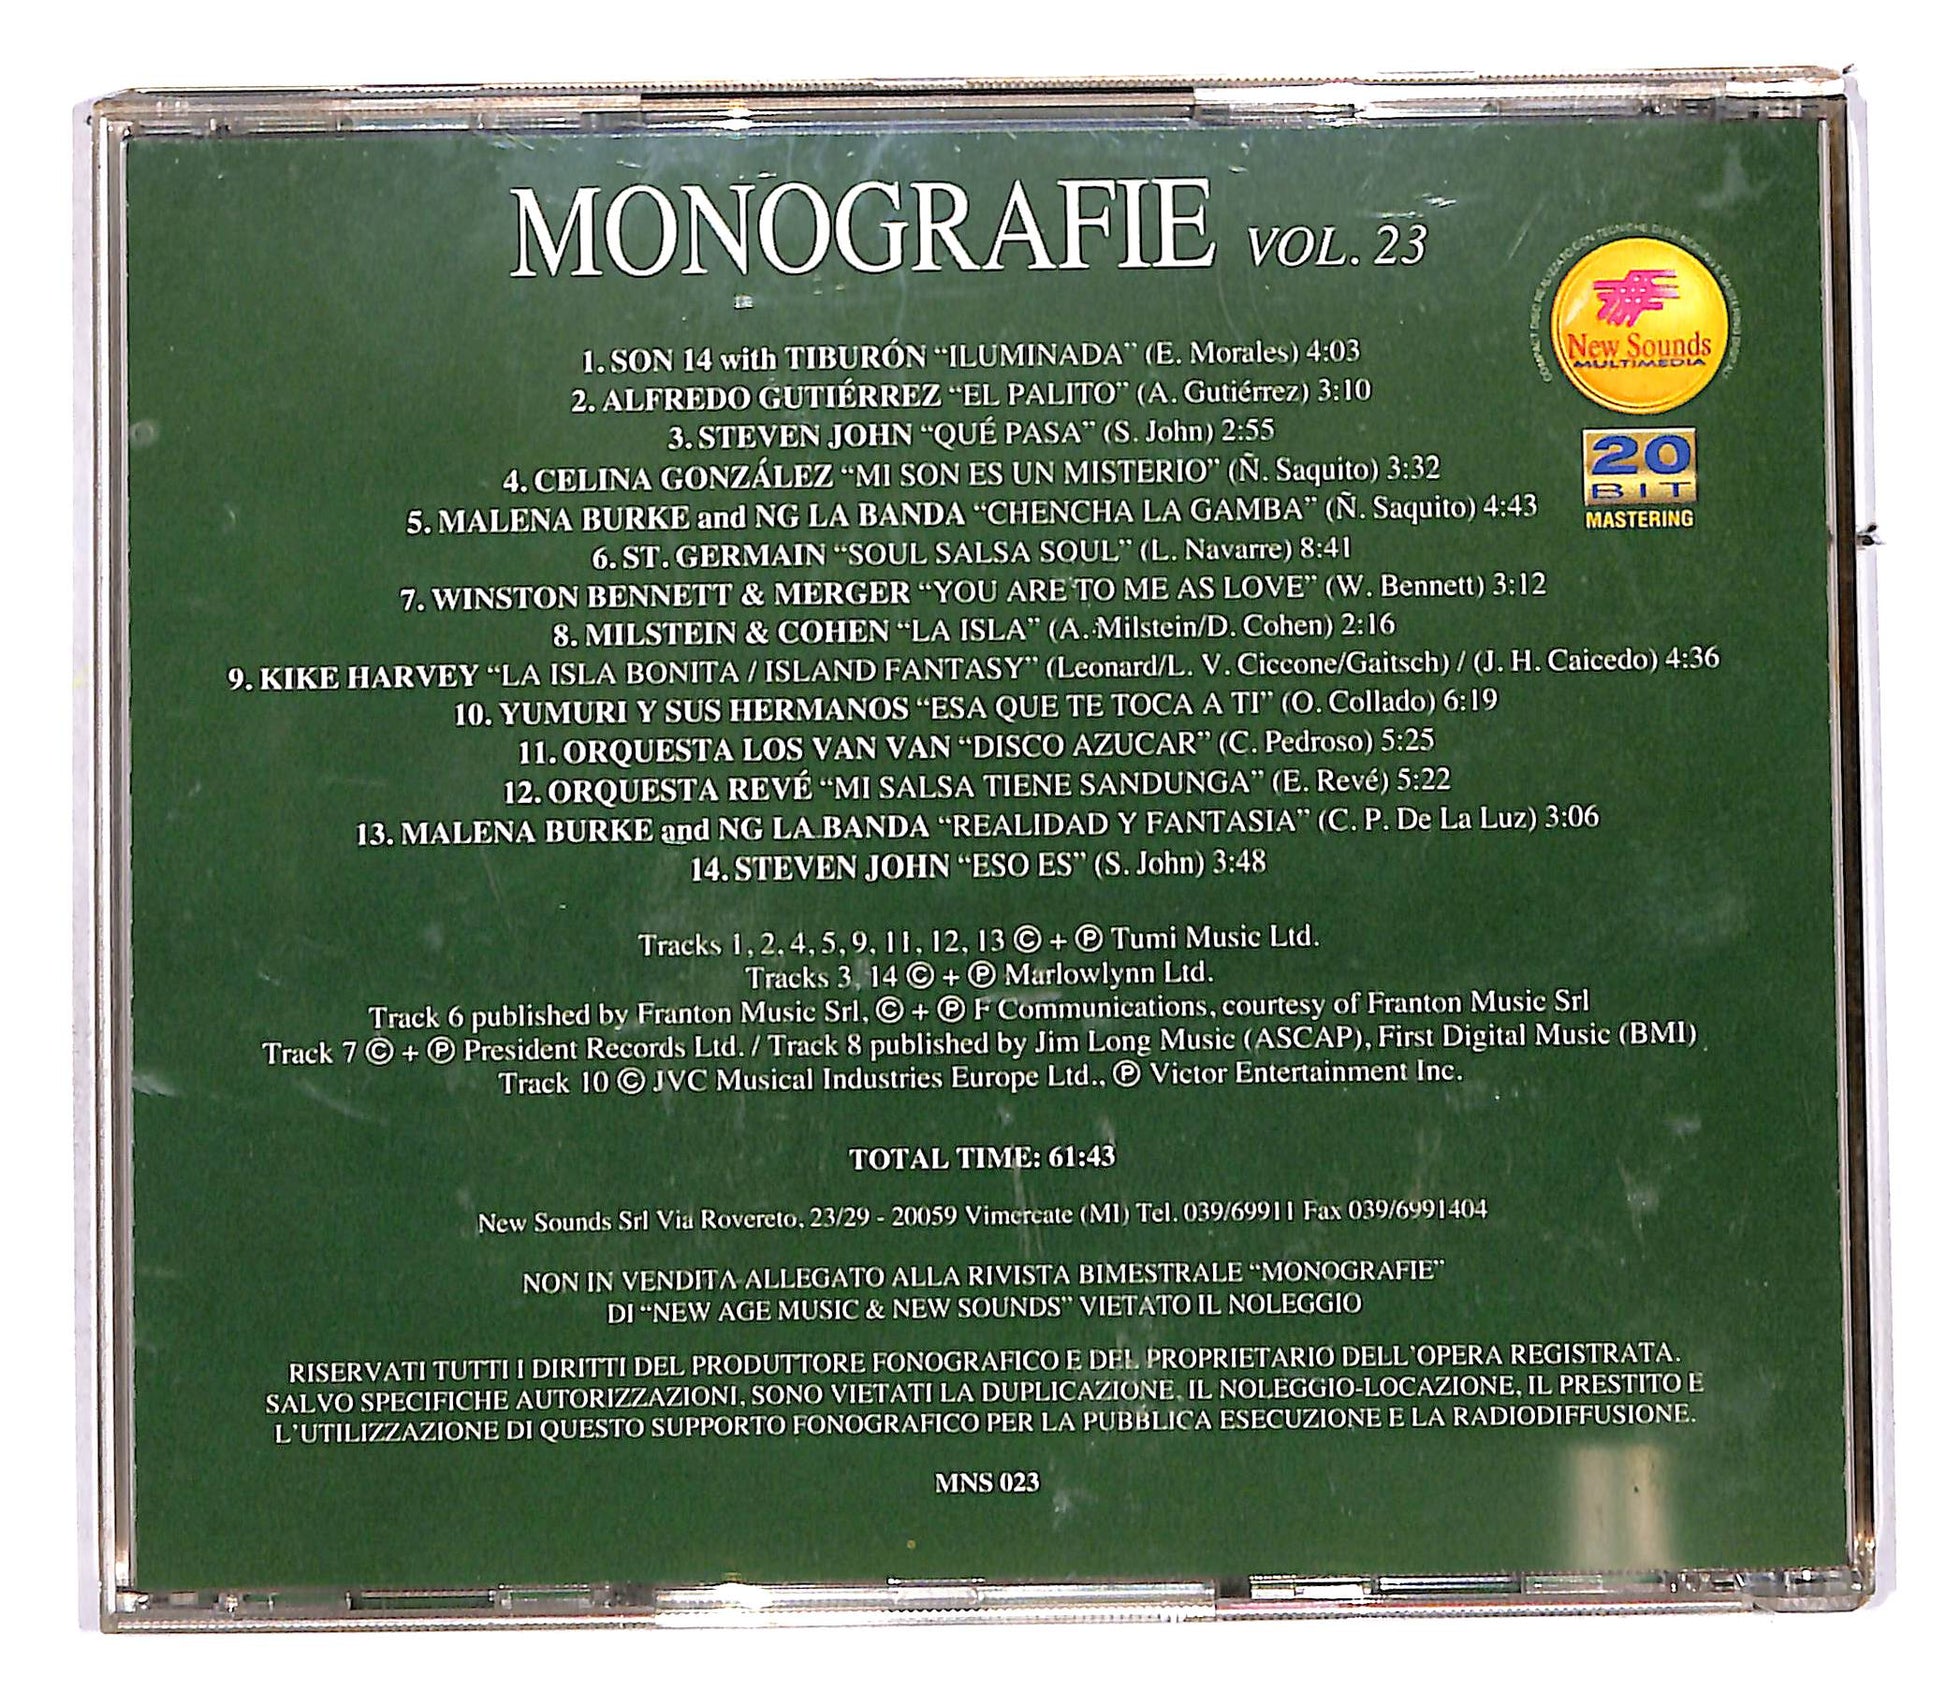 MONOGRAFIE VOL. 23
New Sounds
MULTIMEDIA
20
BIT
MASTERING
1. SON 14 with TIBURÓN “ILUMINADA” (E. Morales) 4:03
2. ALFREDO GUTIÉRREZ “EL PALITO” (A. Gutiérrez) 3:10
3. STEVEN JOHN “QUÉ PASA” (S. John) 2:55
4. CELINA GONZÁLEZ “MI SON ES UN MISTERIO” (Ñ. Saquito) 3:32
5. MALENA BURKE and NG LA BANDA “CHENCHA LA GAMBA” (Ñ. Saquito) 4:43
6. ST. GERMAIN “SOUL SALSA SOUL” (L. Navarre) 8:41
7. WINSTON BENNETT & MERGER “YOU ARE TO ME AS LOVE” (W. Bennett) 3:12
8. MILSTEIN & COHEN “LA ISLA” (A. Milstein/D. Cohen) 2:16
9. KIKE HARVEY “LA ISLA BONITA / ISLAND FANTASY” (Leonard/L. V. Ciccone/Gaitsch) / (J. H. Caicedo) 4:36
10. YUMURI Y SUS HERMANOS “ESA QUE TE TOCA A TI” (O. Collado) 6:19
11. ORQUESTA LOS VAN VAN “DISCO AZUCAR” (C. Pedroso) 5:25
12. ORQUESTA REVÉ “MI SALSA TIENE SANDUNGA” (E. Revé) 5:22
13. MALENA BURKE and NG LA BANDA “REALIDAD Y FANTASIA” (C. P. De La Luz) 3:06
14. STEVEN JOHN “ESO ES” (S. John) 3:48
Tracks 1, 2, 4, 5, 9, 11, 12, 13 © + ℗ Tumi Music Ltd.
Tracks 3, 14 © + ℗ Marlowlynn Ltd.
Track 6 published by Franton Music Srl, © + ℗ F Communications, courtesy of Franton Music Srl
Track 7 © + ℗ President Records Ltd. / Track 8 published by Jim Long Music (ASCAP), First Digital Music (BMI)
Track 10 © JVC Musical Industries Europe Ltd., ℗ Victor Entertainment Inc.
TOTAL TIME: 61:43
New Sounds Srl Via Rovereto, 23/29 - 20059 Vimercate (MI) Tel. 039/69911 Fax 039/6991404
NON IN VENDITA ALLEGATO ALLA RIVISTA BIMESTRALE “MONOGRAFIE”
DI “NEW AGE MUSIC & NEW SOUNDS” VIETATO IL NOLEGGIO
RISERVATI TUTTI I DIRITTI DEL PRODUTTORE FONOGRAFICO E DEL PROPRIETARIO DELL'OPERA REGISTRATA.
SALVO SPECIFICHE AUTORIZZAZIONI, SONO VIETATI LA DUPLICAZIONE, IL NOLEGGIO-LOCAZIONE, IL PRESTITO E
L'UTILIZZAZIONE DI QUESTO SUPPORTO FONOGRAFICO PER LA PUBBLICA ESECUZIONE E LA RADIODIFFUSIONE.
MNS 023